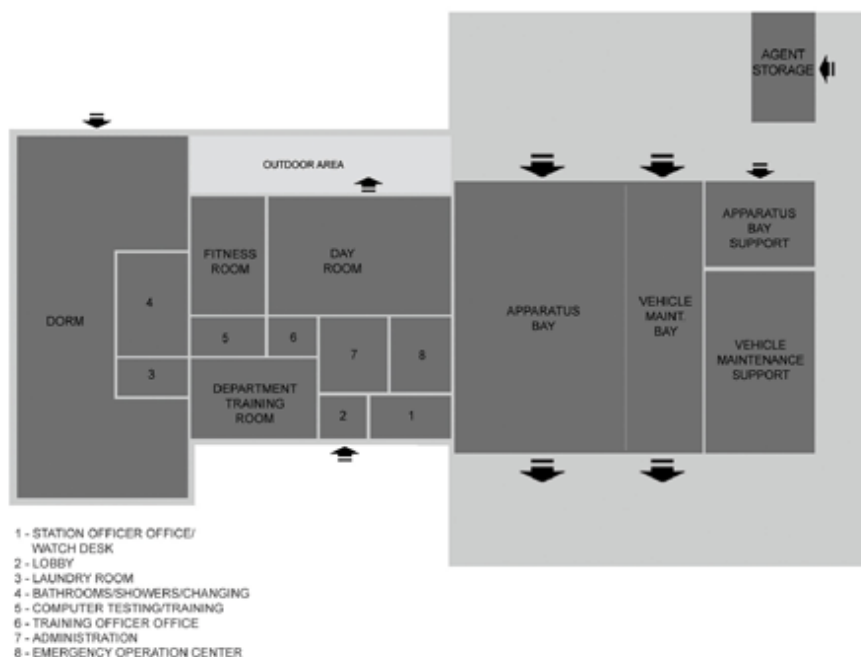 AGENT
STORAGE
OUTDOOR AREA
FITNESS
ROOM
DAY
ROOM
APPARATUS
BAY
SUPPORT
DORM
4
APPARATUS
BAY
VEHICLE
MAINT.
BAY
5
6
7
8
VEHICLE
MAINTENANCE
SUPPORT
3
DEPARTMENT
TRAINING
ROOM
2
1
1 - STATION OFFICER OFFICE/
WATCH DESK
2 - LOBBY
3 - LAUNDRY ROOM
4 - BATHROOMS/SHOWERS/CHANGING
5 - COMPUTER TESTING/TRAINING
6 - TRAINING OFFICER OFFICE
7 - ADMINISTRATION
8 - EMERGENCY OPERATION CENTER